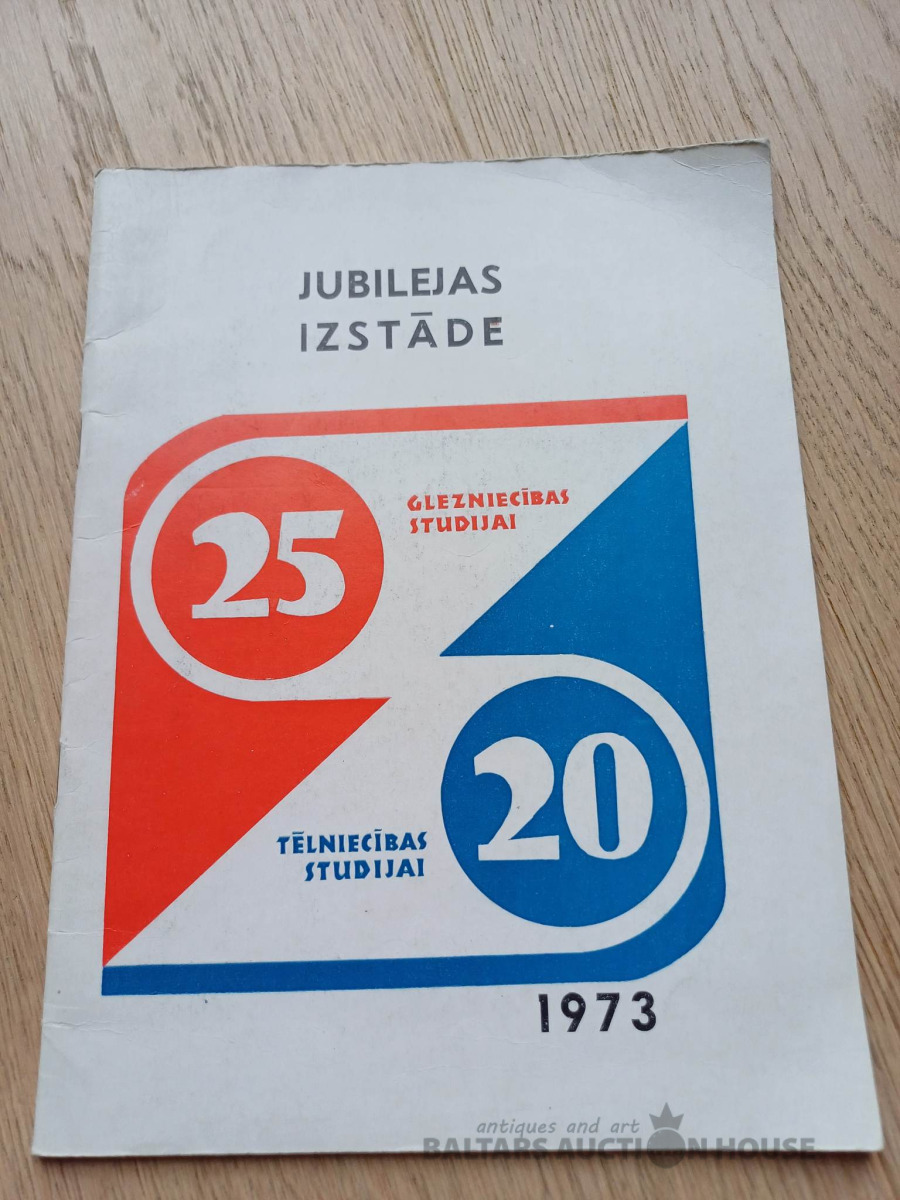 JUBILEJAS
IZSTĀDE
25
GLEZNIECĪBAS
STUDIJAI
20
TĒLNIECĪBAS
STUDIJAI
1973
antiques and art
BALTARS AUCTION HOUSE